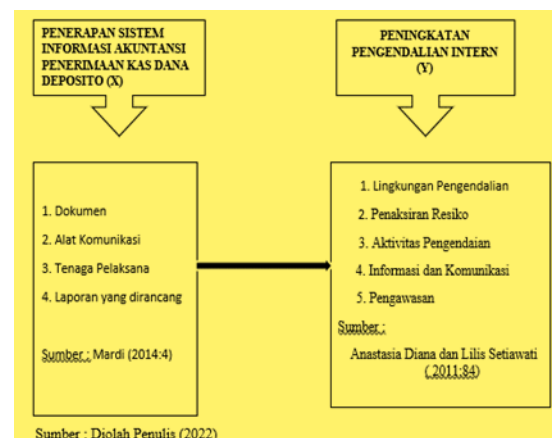 PENERAPAN SISTEM
INFORMASI AKUNTANSI
PENERIMAAN KAS DANA
DEPOSITO (X)
PENINGKATAN
PENGENDALIAN INTERN
(Y)
1. Dokumen
2. Alat Komunikasi
3. Tenaga Pelaksana
4. Laporan yang dirancang
Sumber : Mardi (2014:4)
1. Lingkungan Pengendalian
2. Penaksiran Resiko
3. Aktivitas Pengendaian
4. Informasi dan Komunikasi
5. Pengawasan
Sumber :
Anastasia Diana dan Lilis Setiawati
( 2011:84)
Sumber : Diolah Penulis (2022)